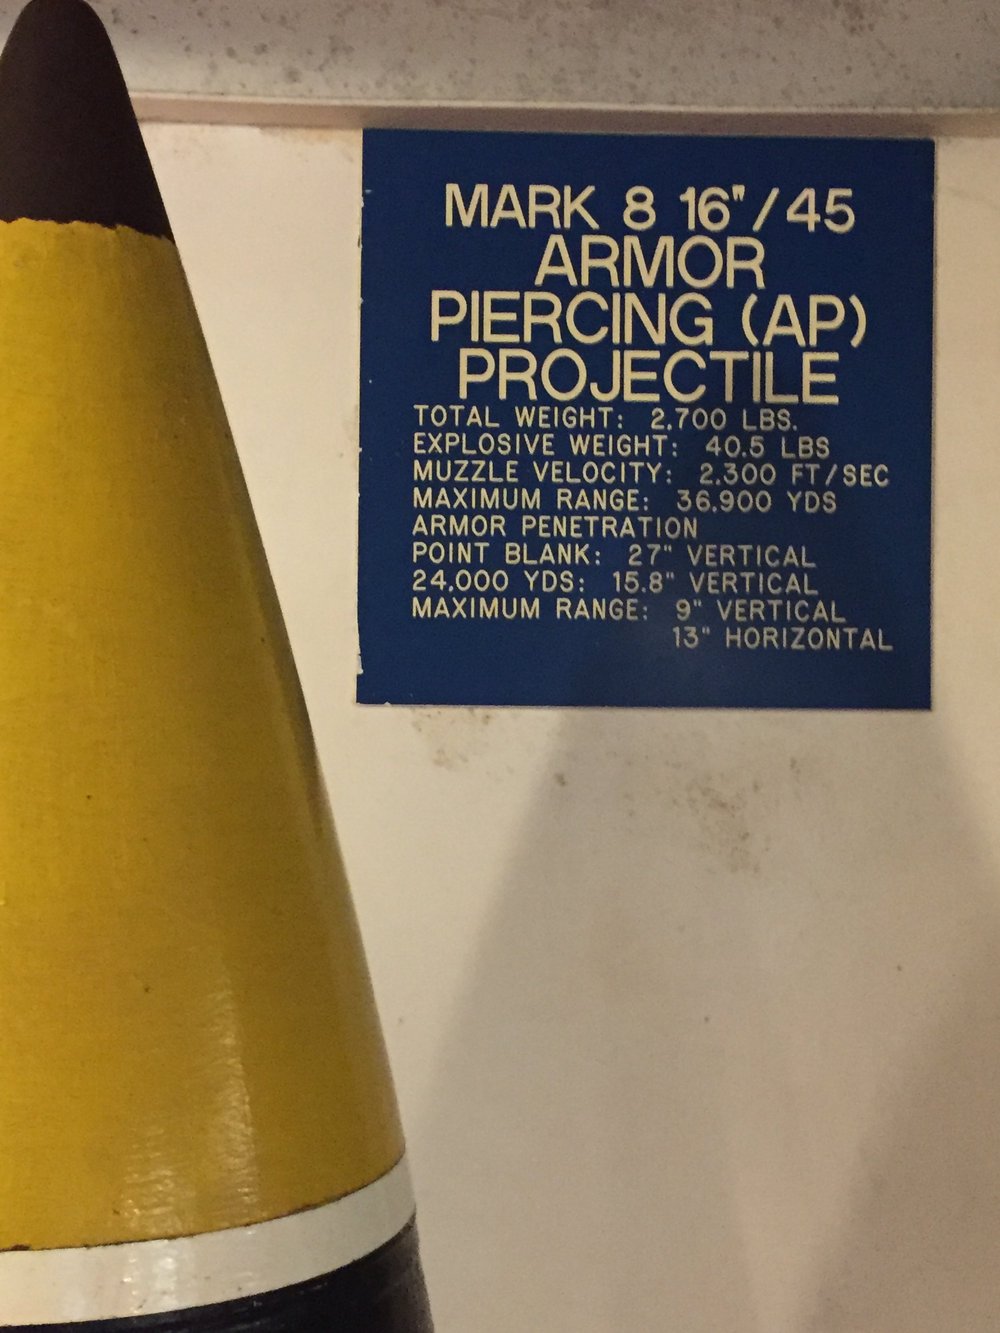 MARK 8 16"/45
ARMOR
PIERCING (AP)
PROJECTILE
TOTAL WEIGHT: 2,700 LBS.
EXPLOSIVE WEIGHT: 40.5 LBS
MUZZLE VELOCITY: 2,300 FT/SEC
MAXIMUM RANGE: 36,900 YDS
ARMOR PENETRATION
POINT BLANK: 27" VERTICAL
24,000 YDS: 15.8" VERTICAL
MAXIMUM RANGE: 9" VERTICAL
13" HORIZONTAL